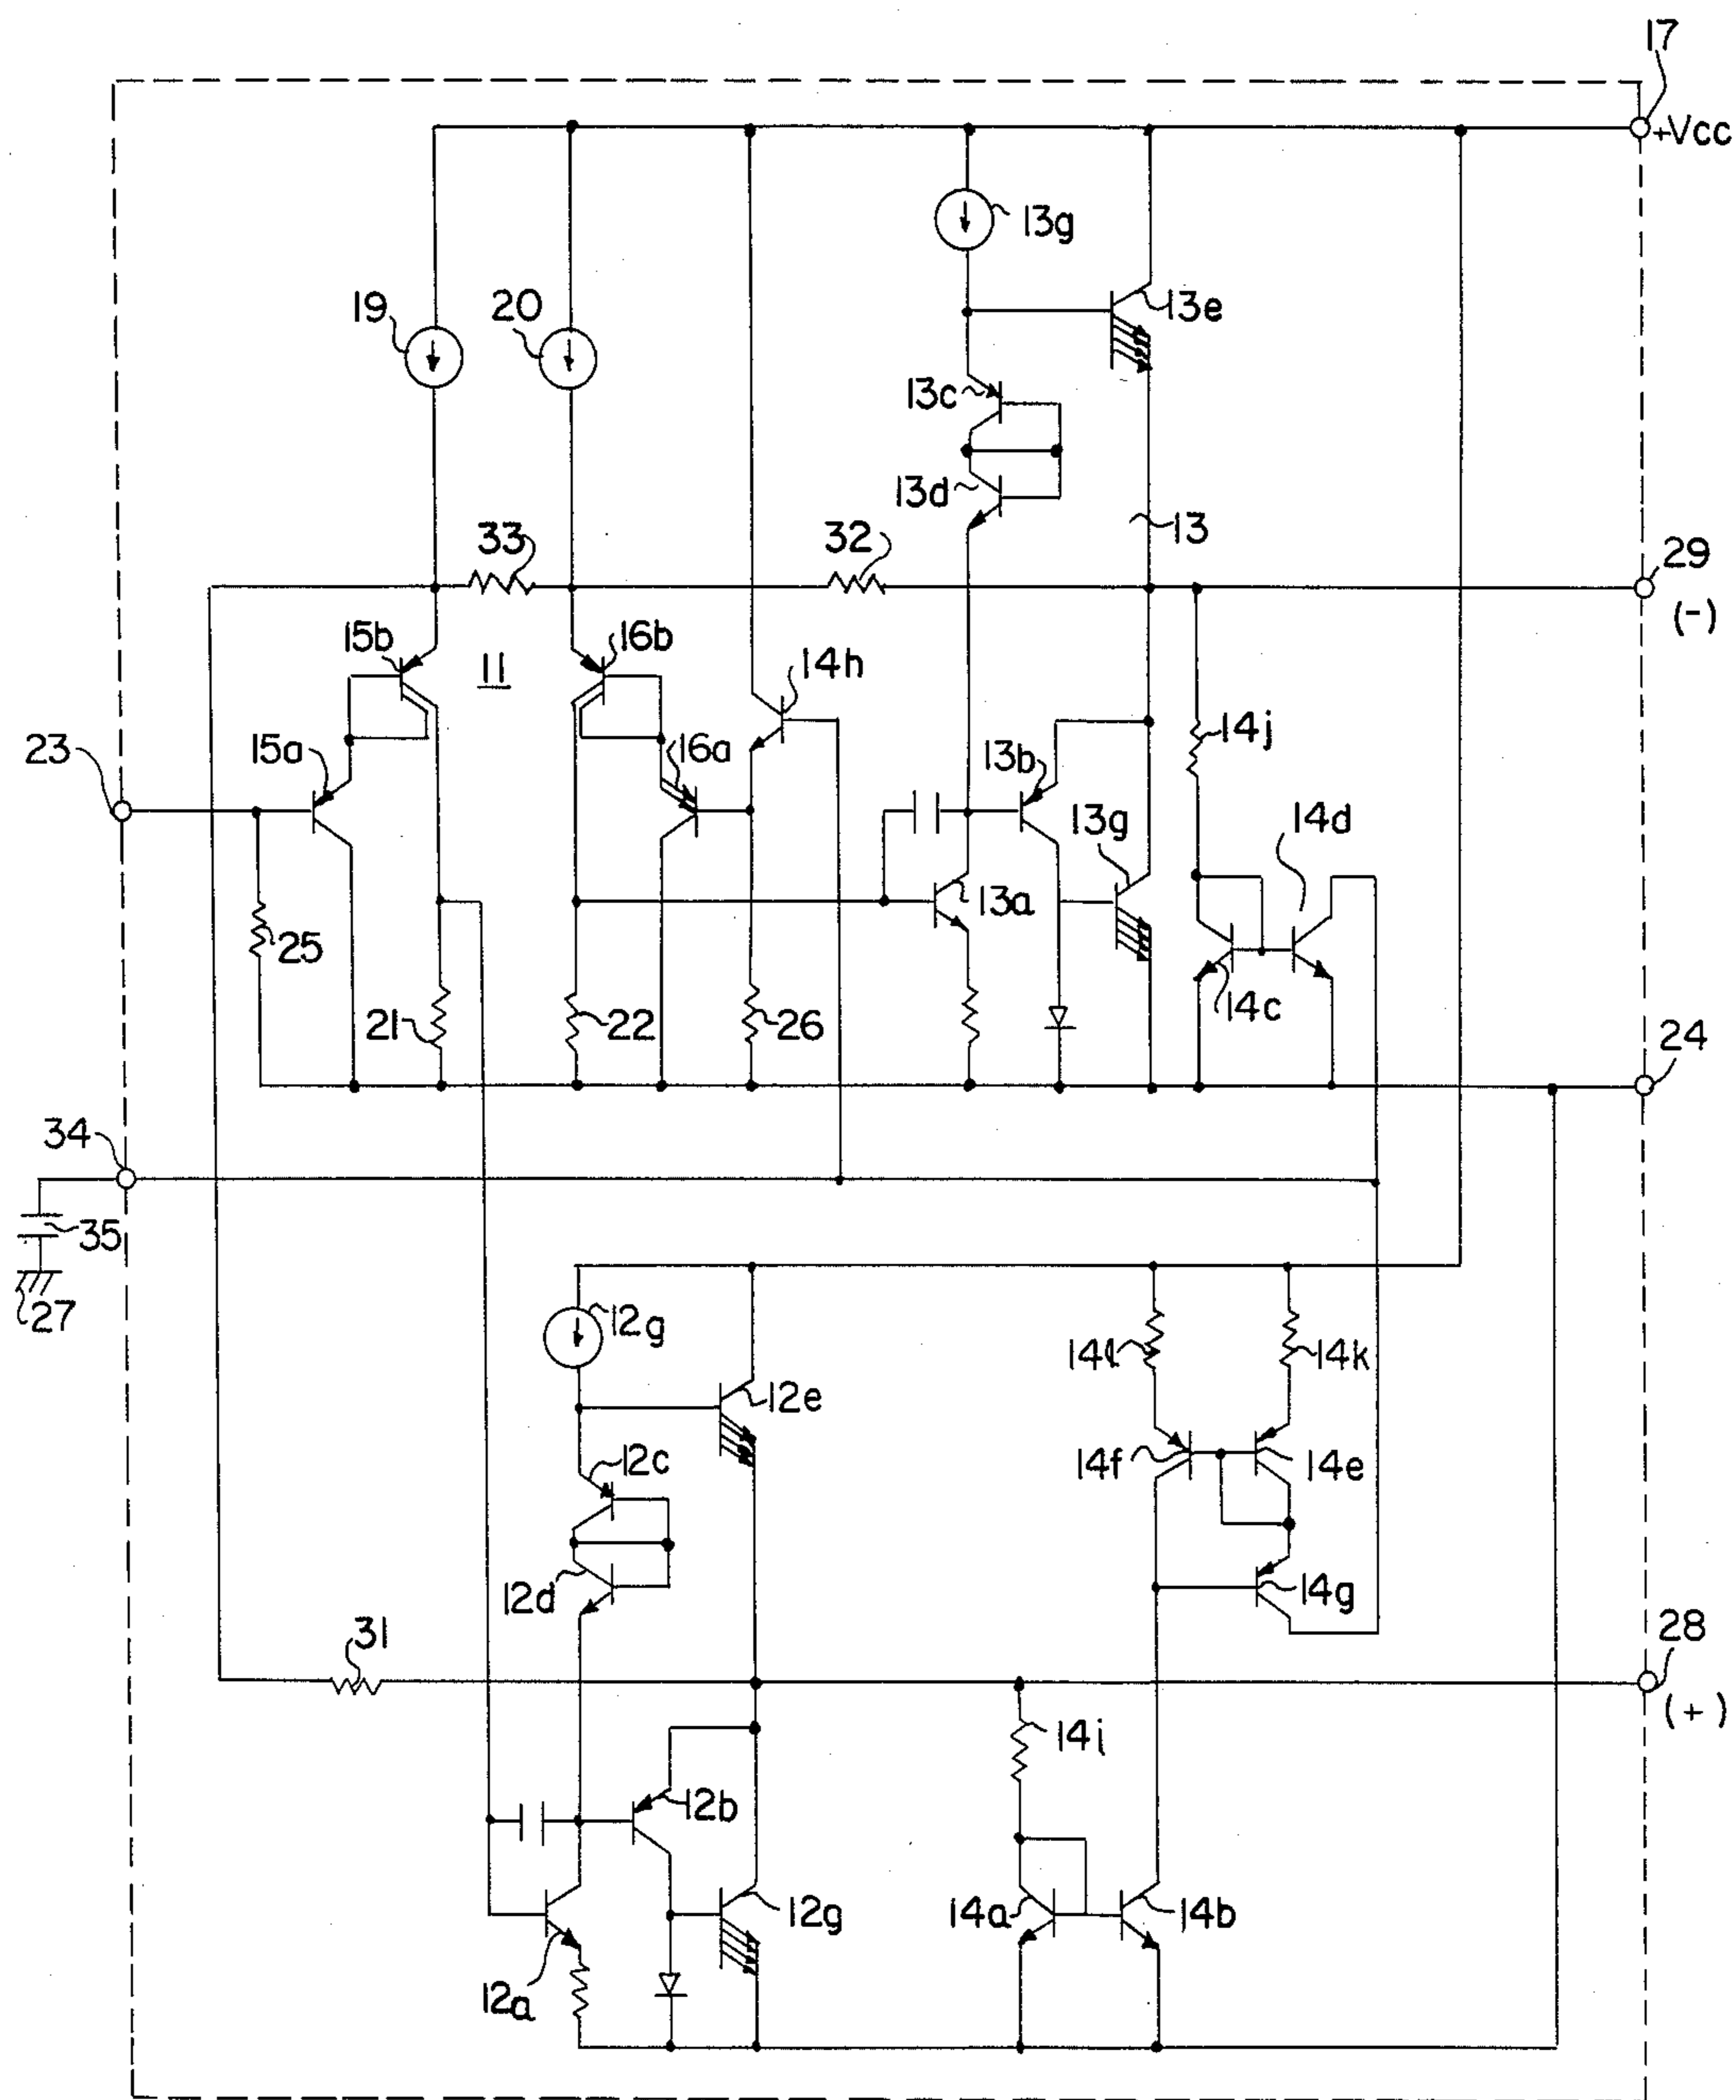 17
+Vcc
13g
19
20
13e
13c
13d
33
32
13
29
(-)
15b
11
16b
14h
23
15a
16a
13b
14j
13g
14d
13a
25
21
22
26
14c
24
34
35
27
12g
14l
14k
12e
12c
14f
14e
12d
14g
31
28
(+)
14i
12b
12g
14a
14b
12a